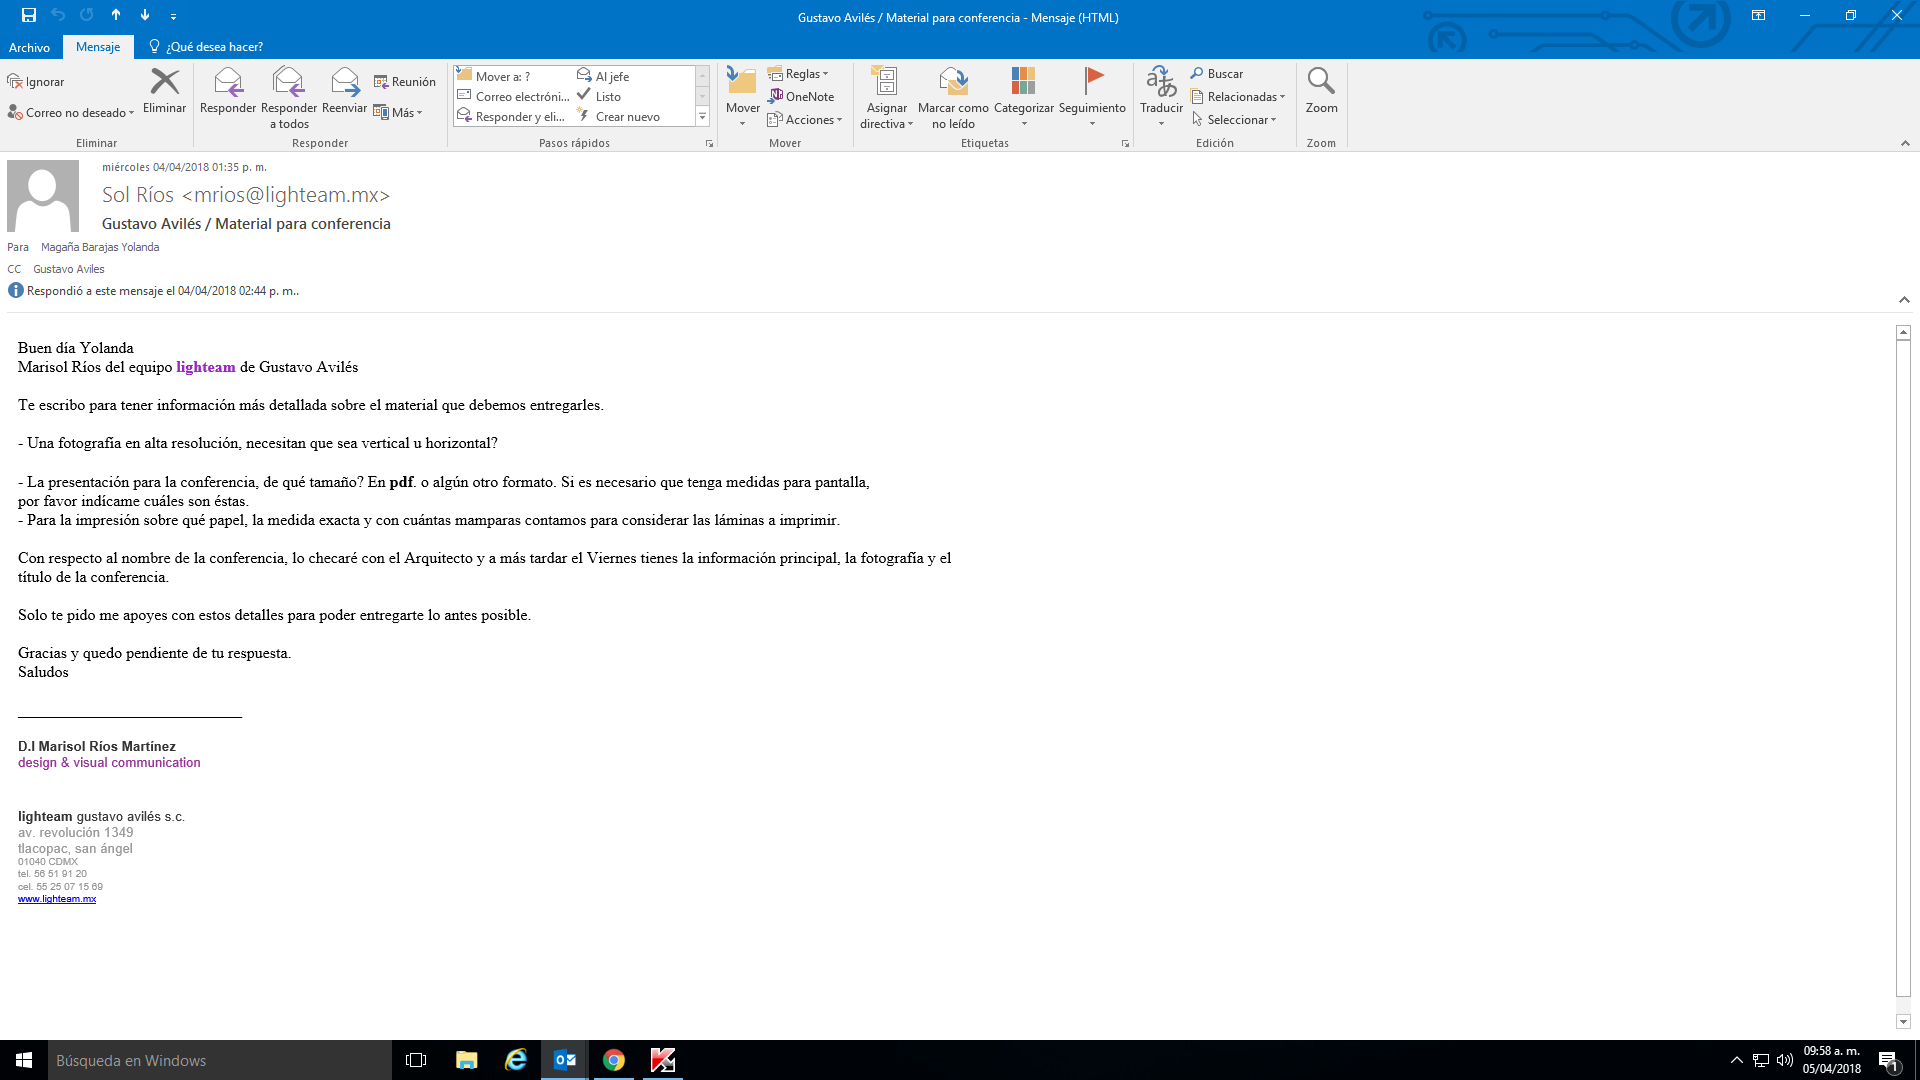 Gustavo Avilés / Material para conferencia - Mensaje (HTML)
Archivo Mensaje ¿Qué desea hacer?
Ignorar
Correo no deseado
Eliminar
Eliminar
Responder
Responder a todos
Reenviar
Reunión
Más
Responder
Mover a: ?
Correo electróni...
Responder y eli...
Al jefe
Listo
Crear nuevo
Pasos rápidos
Mover
Reglas
OneNote
Acciones
Mover
Asignar directiva
Marcar como no leído
Categorizar
Seguimiento
Etiquetas
Traducir
Buscar
Relacionadas
Seleccionar
Edición
Zoom
Zoom
miércoles 04/04/2018 01:35 p. m.
Sol Ríos <mrios@lighteam.mx>
Gustavo Avilés / Material para conferencia
Para Magaña Barajas Yolanda
CC Gustavo Aviles
Respondió a este mensaje el 04/04/2018 02:44 p. m..
Buen día Yolanda
Marisol Ríos del equipo lighteam de Gustavo Avilés
Te escribo para tener información más detallada sobre el material que debemos entregarles.
- Una fotografía en alta resolución, necesitan que sea vertical u horizontal?
- La presentación para la conferencia, de qué tamaño? En pdf. o algún otro formato. Si es necesario que tenga medidas para pantalla,
por favor indícame cuáles son éstas.
- Para la impresión sobre qué papel, la medida exacta y con cuántas mamparas contamos para considerar las láminas a imprimir.
Con respecto al nombre de la conferencia, lo checaré con el Arquitecto y a más tardar el Viernes tienes la información principal, la fotografía y el
título de la conferencia.
Solo te pido me apoyes con estos detalles para poder entregarte lo antes posible.
Gracias y quedo pendiente de tu respuesta.
Saludos
D.I Marisol Ríos Martínez
design & visual communication
lighteam gustavo avilés s.c.
av. revolución 1349
tlacopac, san ángel
01040 CDMX
tel. 56 51 91 20
cel. 55 25 07 15 69
www.lighteam.mx
Búsqueda en Windows
09:58 a. m.
05/04/2018
1